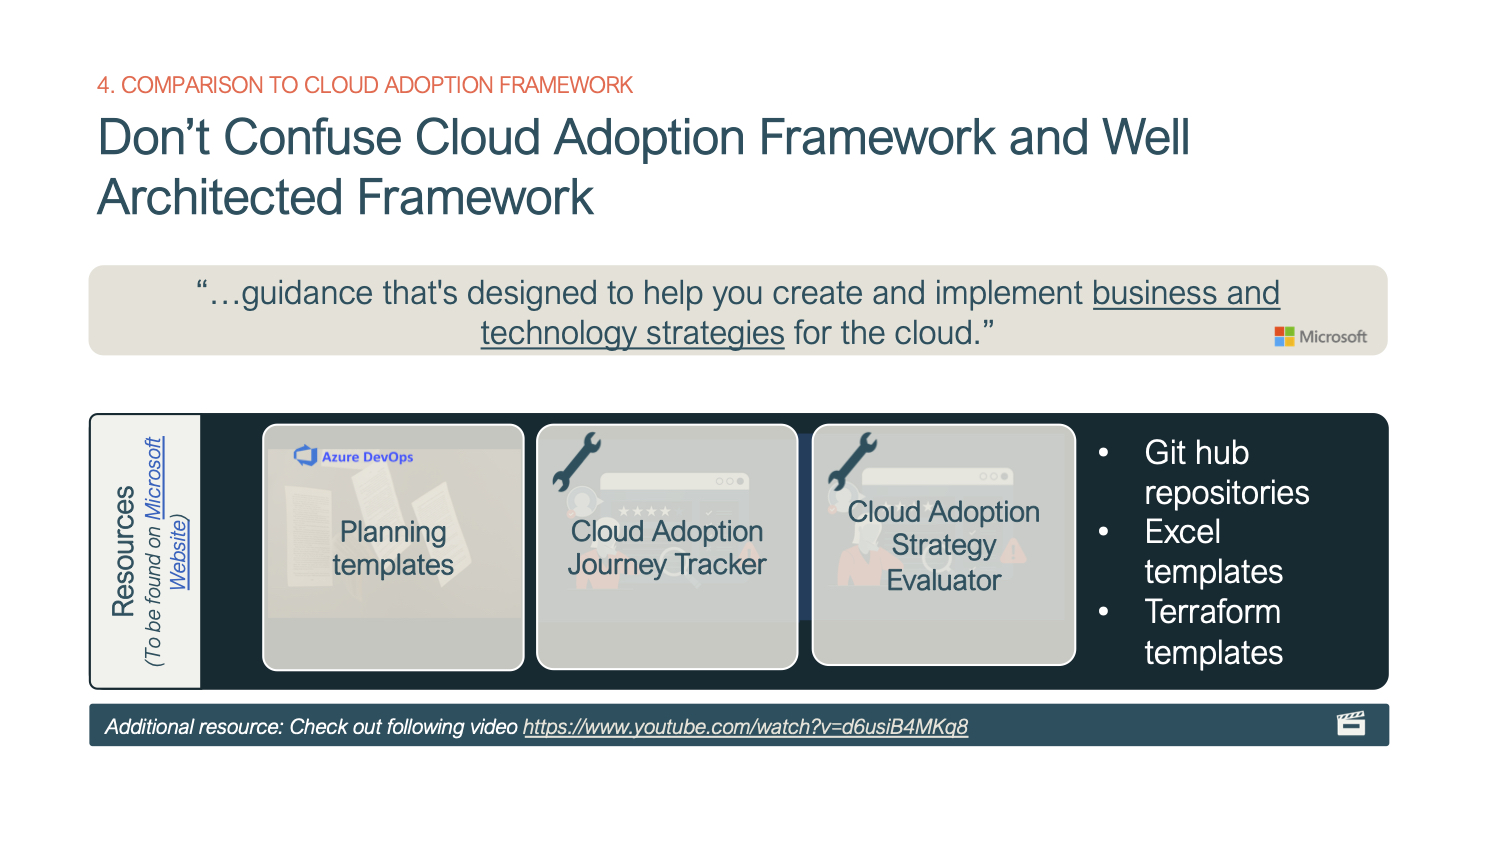 4. COMPARISON TO CLOUD ADOPTION FRAMEWORK
Don’t Confuse Cloud Adoption Framework and Well
Architected Framework
“…guidance that's designed to help you create and implement business and
technology strategies for the cloud.”
Microsoft
Resources
(To be found on Microsoft
Website)
Azure DevOps
Planning
templates
Cloud Adoption
Journey Tracker
Cloud Adoption
Strategy
Evaluator
• Git hub
repositories
• Excel
templates
• Terraform
templates
Additional resource: Check out following video https://www.youtube.com/watch?v=d6usiB4MKq8